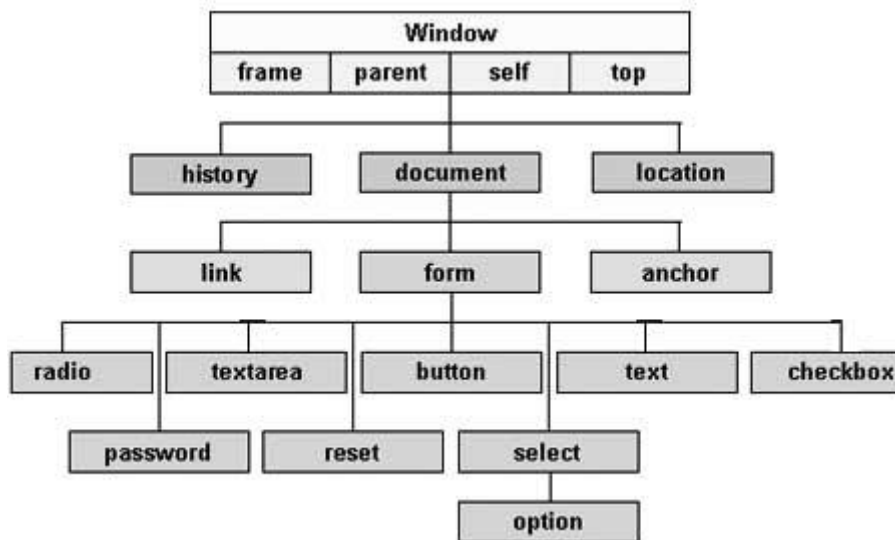 Window
frame parent self top
history document location
link form anchor
radio textarea button text checkbox
password reset select
option